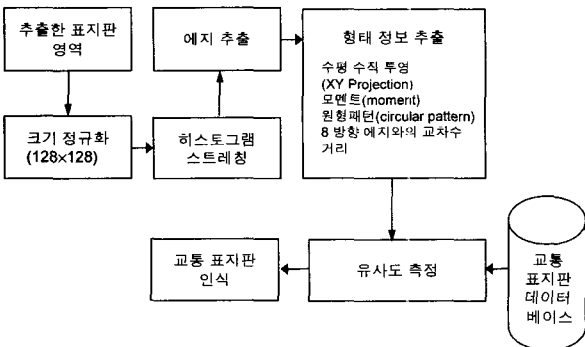 추출한 표지판
영역
크기 정규화
(128×128)
에지 추출
히스토그램
스트레칭
형태 정보 추출
수평 수직 투영
(XY Projection)
모멘트(moment)
원형패턴(circular pattern)
8 방향 에지와의 교차수
거리
교통 표지판
인식
유사도 측정
교통
표지판
데이터
베이스